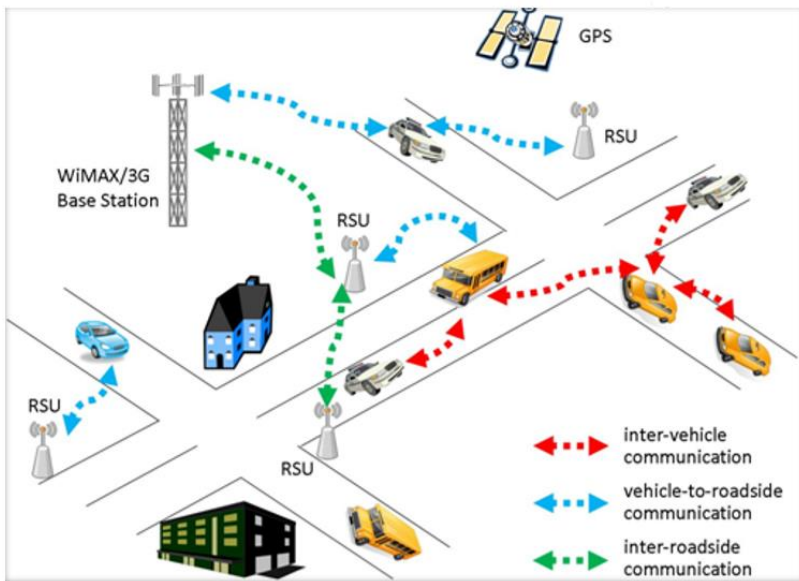 GPS
RSU
WiMAX/3G
Base Station
RSU
RSU
RSU
inter-vehicle
communication
vehicle-to-roadside
communication
inter-roadside
communication